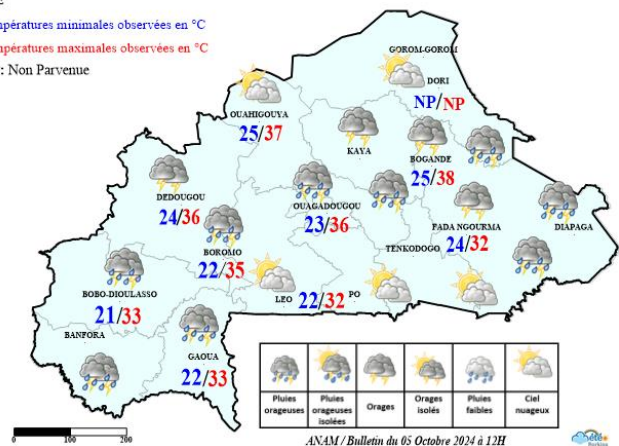 mpératures minimales observées en °C
mpératures maximales observées en °C
: Non Parvenue
GOROM-GOROM
DORI
NP/NP
OUAHIGOUYA
25/37
KAYA
BOGANDE
25/38
DEDOUGOU
24/36
OUAGADOUGOU
23/36
FADA NGOURMA
24/32
DIAPAGA
TENKODOGO
BOROMO
22/35
BOBO-DIOULASSO
21/33
LEO
22/32
PO
BANFORA
GAOUA
22/33
Pluies orageuses
Pluies orageuses isolées
Orages
Orages isolés
Pluies faibles
Ciel nuageux
100
200
ANAM / Bulletin du 05 Octobre 2024 à 12H